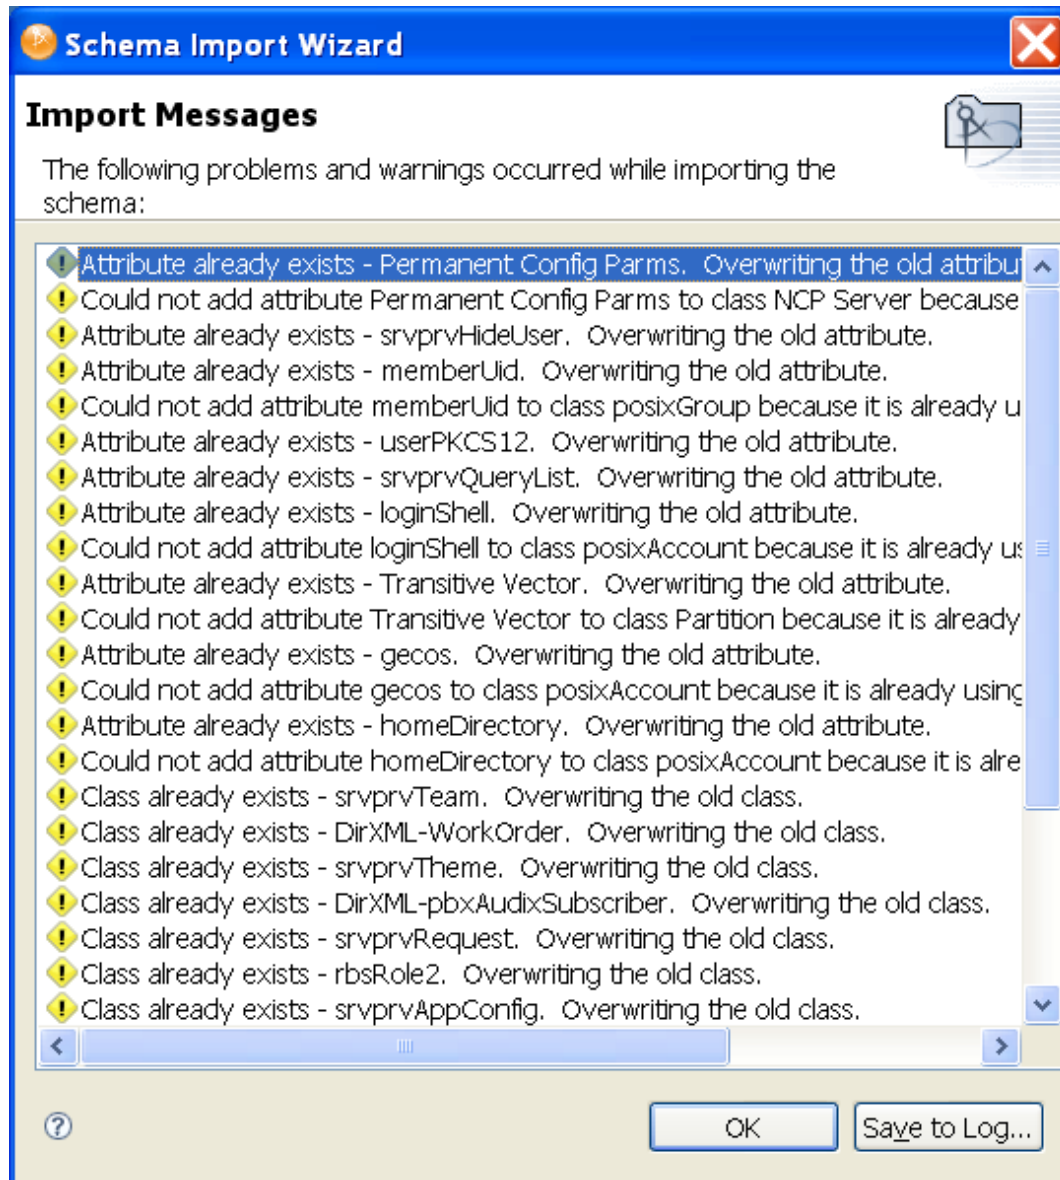 Schema Import Wizard
Import Messages
The following problems and warnings occurred while importing the
schema:
Attribute already exists - Permanent Config Parms.  Overwriting the old attribu
Could not add attribute Permanent Config Parms to class NCP Server because
Attribute already exists - srvprvHideUser.  Overwriting the old attribute.
Attribute already exists - memberUid.  Overwriting the old attribute.
Could not add attribute memberUid to class posixGroup because it is already u
Attribute already exists - userPKCS12.  Overwriting the old attribute.
Attribute already exists - srvprvQueryList.  Overwriting the old attribute.
Attribute already exists - loginShell.  Overwriting the old attribute.
Could not add attribute loginShell to class posixAccount because it is already us
Attribute already exists - Transitive Vector.  Overwriting the old attribute.
Could not add attribute Transitive Vector to class Partition because it is already
Attribute already exists - gecos.  Overwriting the old attribute.
Could not add attribute gecos to class posixAccount because it is already using
Attribute already exists - homeDirectory.  Overwriting the old attribute.
Could not add attribute homeDirectory to class posixAccount because it is alre
Class already exists - srvprvTeam.  Overwriting the old class.
Class already exists - DirXML-WorkOrder.  Overwriting the old class.
Class already exists - srvprvTheme.  Overwriting the old class.
Class already exists - DirXML-pbxAudixSubscriber.  Overwriting the old class.
Class already exists - srvprvRequest.  Overwriting the old class.
Class already exists - rbsRole2.  Overwriting the old class.
Class already exists - srvprvAppConfig.  Overwriting the old class.
OK
Save to Log...